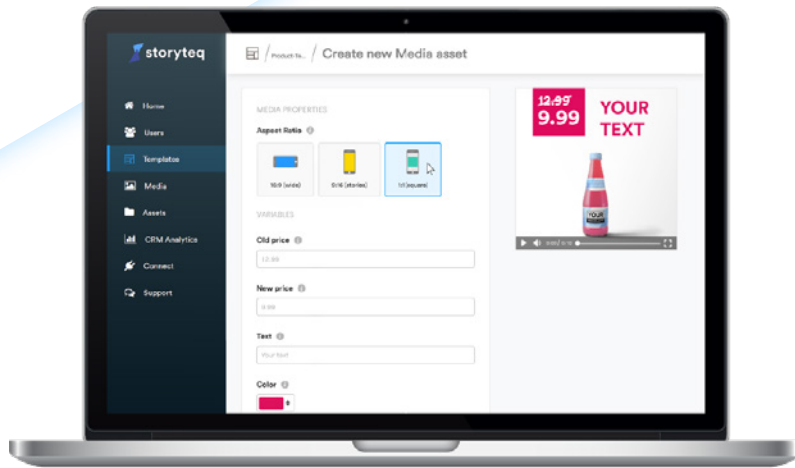 storyteq
Create new Media asset
Home
Users
Templates
Media
Assets
CRM Analytics
Connect
Support
MEDIA PROPERTIES
Aspect Ratio
16:9 (wide)
9:16 (stories)
1:1 (square)
VARIABLES
Old price
12.99
New price
9.99
Text
Your text
Color
12.99
9.99
YOUR
TEXT
YOUR